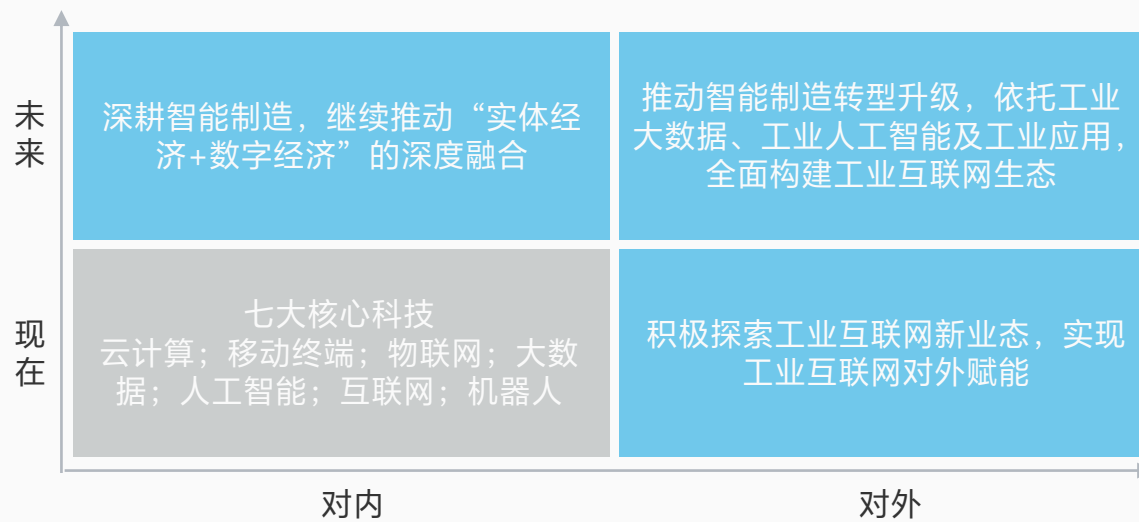 未来
深耕智能制造，继续推动“实体经
济+数字经济”的深度融合
推动智能制造转型升级，依托工业
大数据、工业人工智能及工业应用，
全面构建工业互联网生态
现在
七大核心科技
云计算；移动终端；物联网；大数
据；人工智能；互联网；机器人
积极探索工业互联网新业态，实现
工业互联网对外赋能
对内
对外